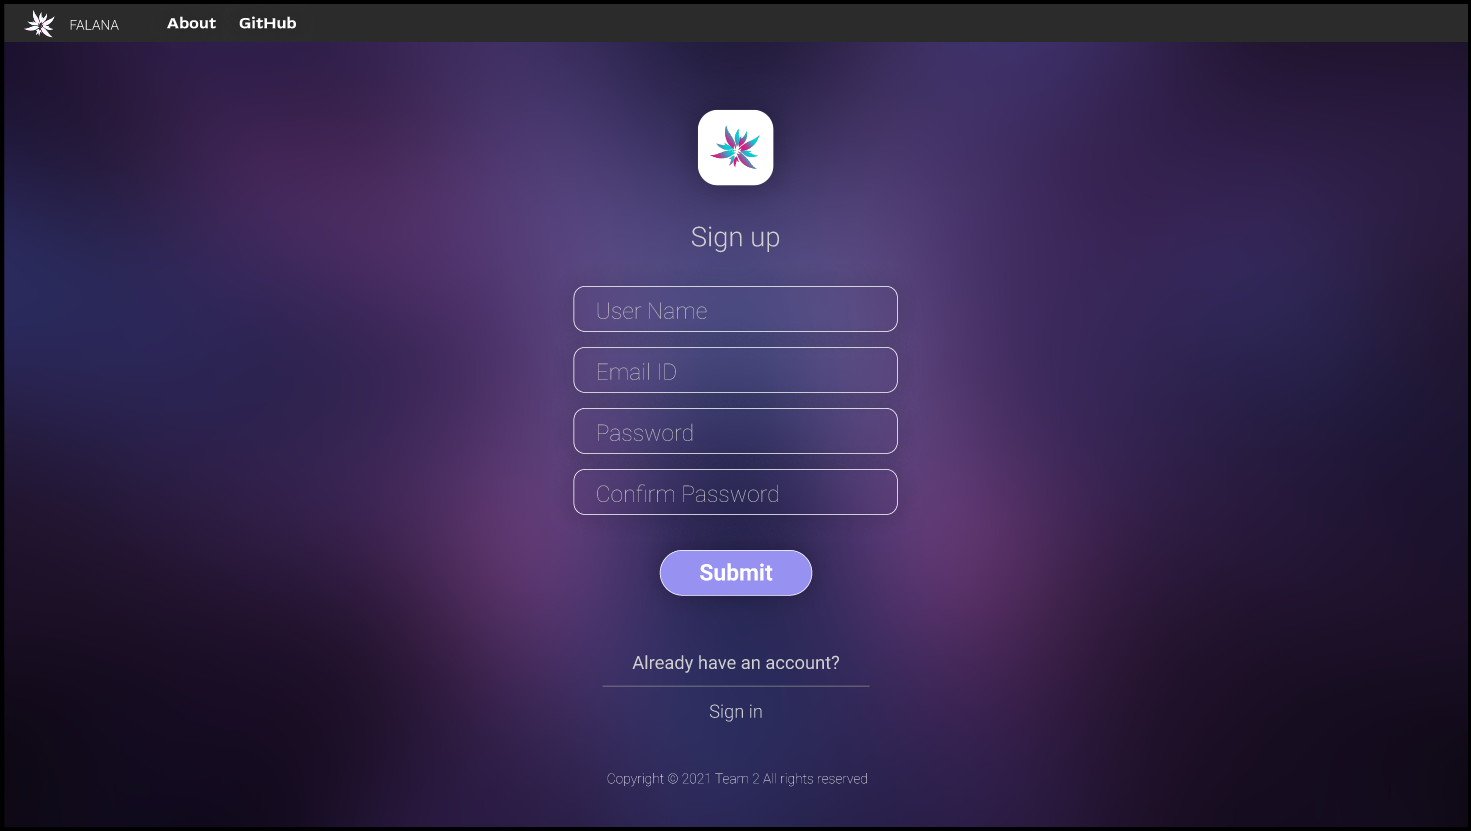 FALANA About GitHub
Sign up
User Name
Email ID
Password
Confirm Password
Submit
Already have an account?
Sign in
Copyright © 2021 Team 2 All rights reserved